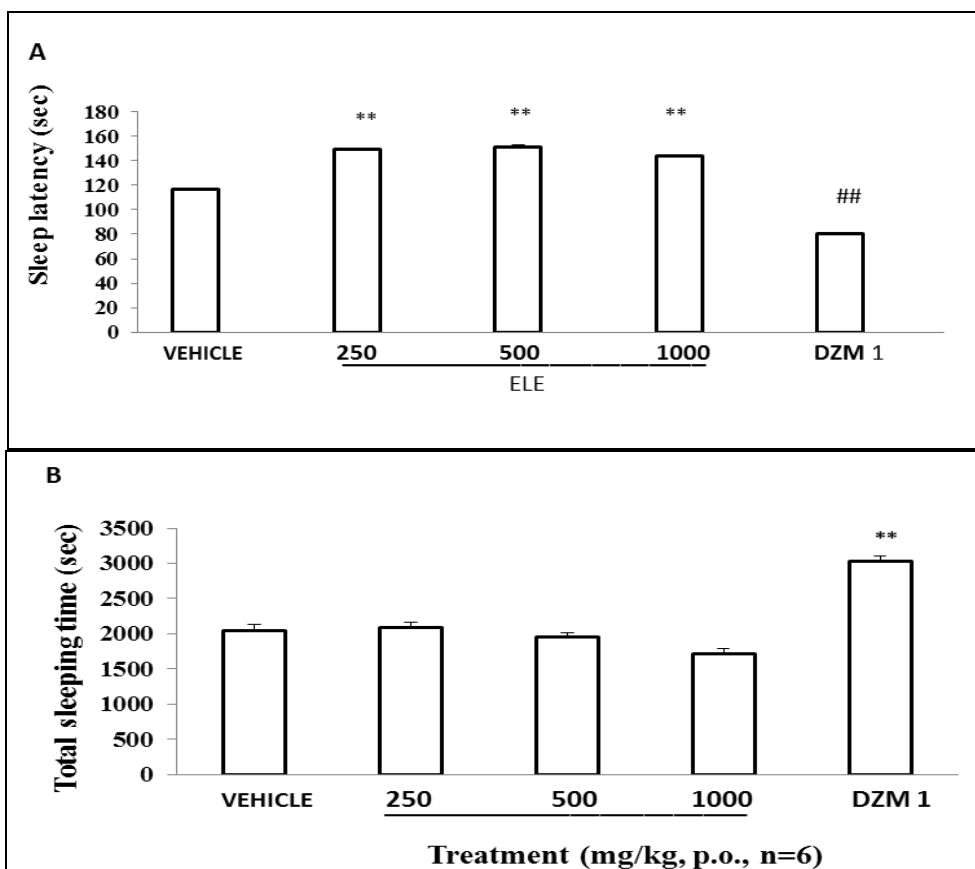 A
Sleep latency (sec)
180
160
140
120
100
80
60
40
20
0
** ** **
##
VEHICLE 250 500 1000 DZM 1
ELE
B
Total sleeping time (sec)
3500
3000
2500
2000
1500
1000
500
0
**
VEHICLE 250 500 1000 DZM 1
Treatment (mg/kg, p.o., n=6)